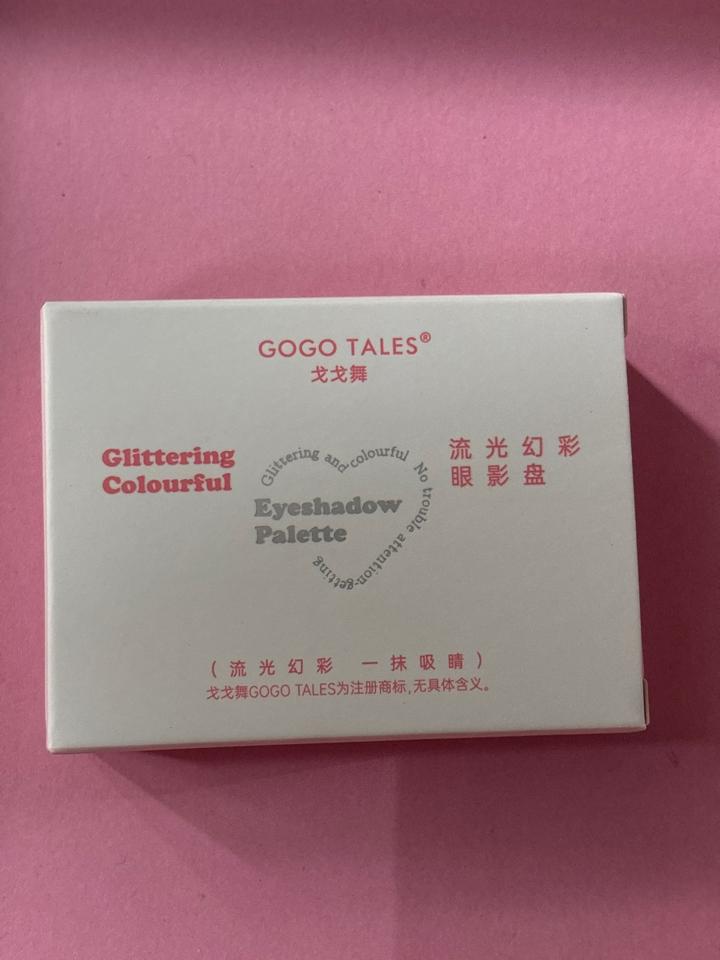 GOGO TALES®
戈戈舞
Glittering
Colourful
Glittering and colourful No trouble attention-getting
Eyeshadow
Palette
流光幻彩
眼影盘
(流光幻彩 一抹吸睛)
戈戈舞GOGO TALES为注册商标,无具体含义。